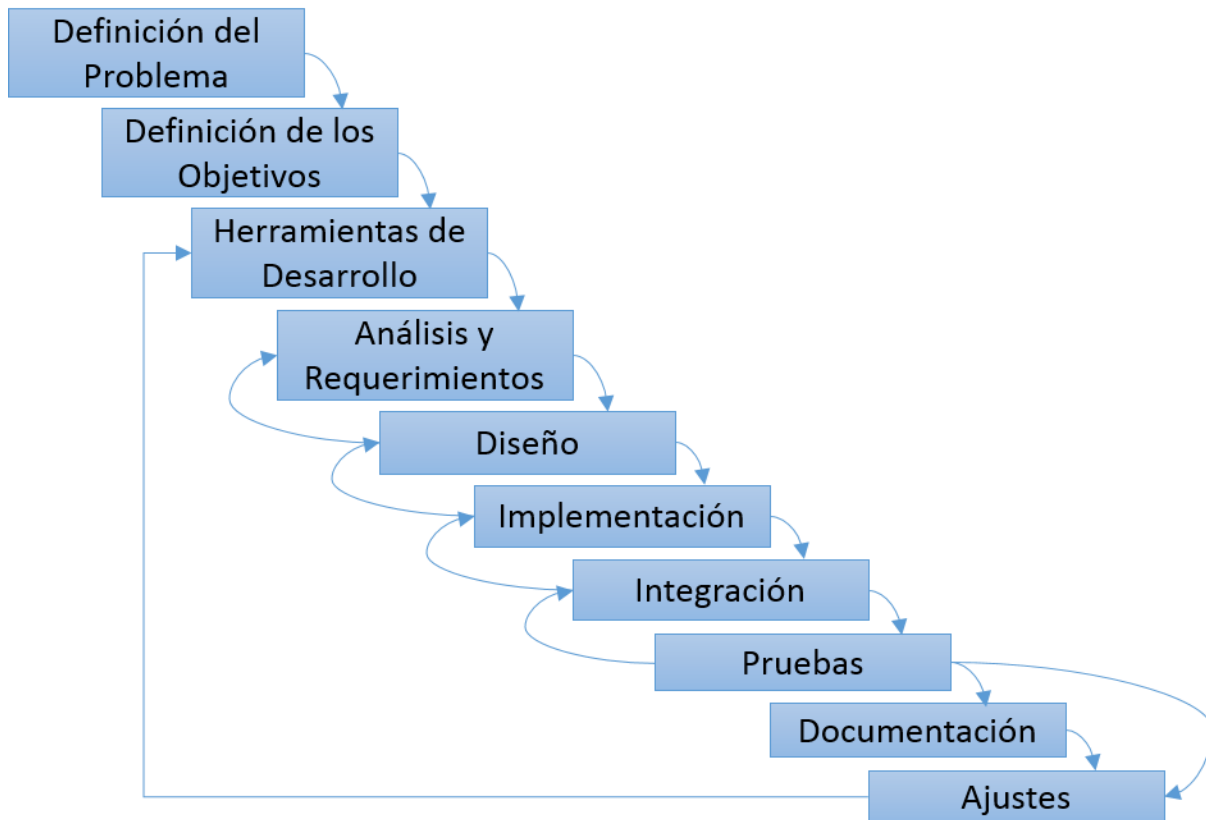 Definición del
Problema
Definición de los
Objetivos
Herramientas de
Desarrollo
Análisis y
Requerimientos
Diseño
Implementación
Integración
Pruebas
Documentación
Ajustes